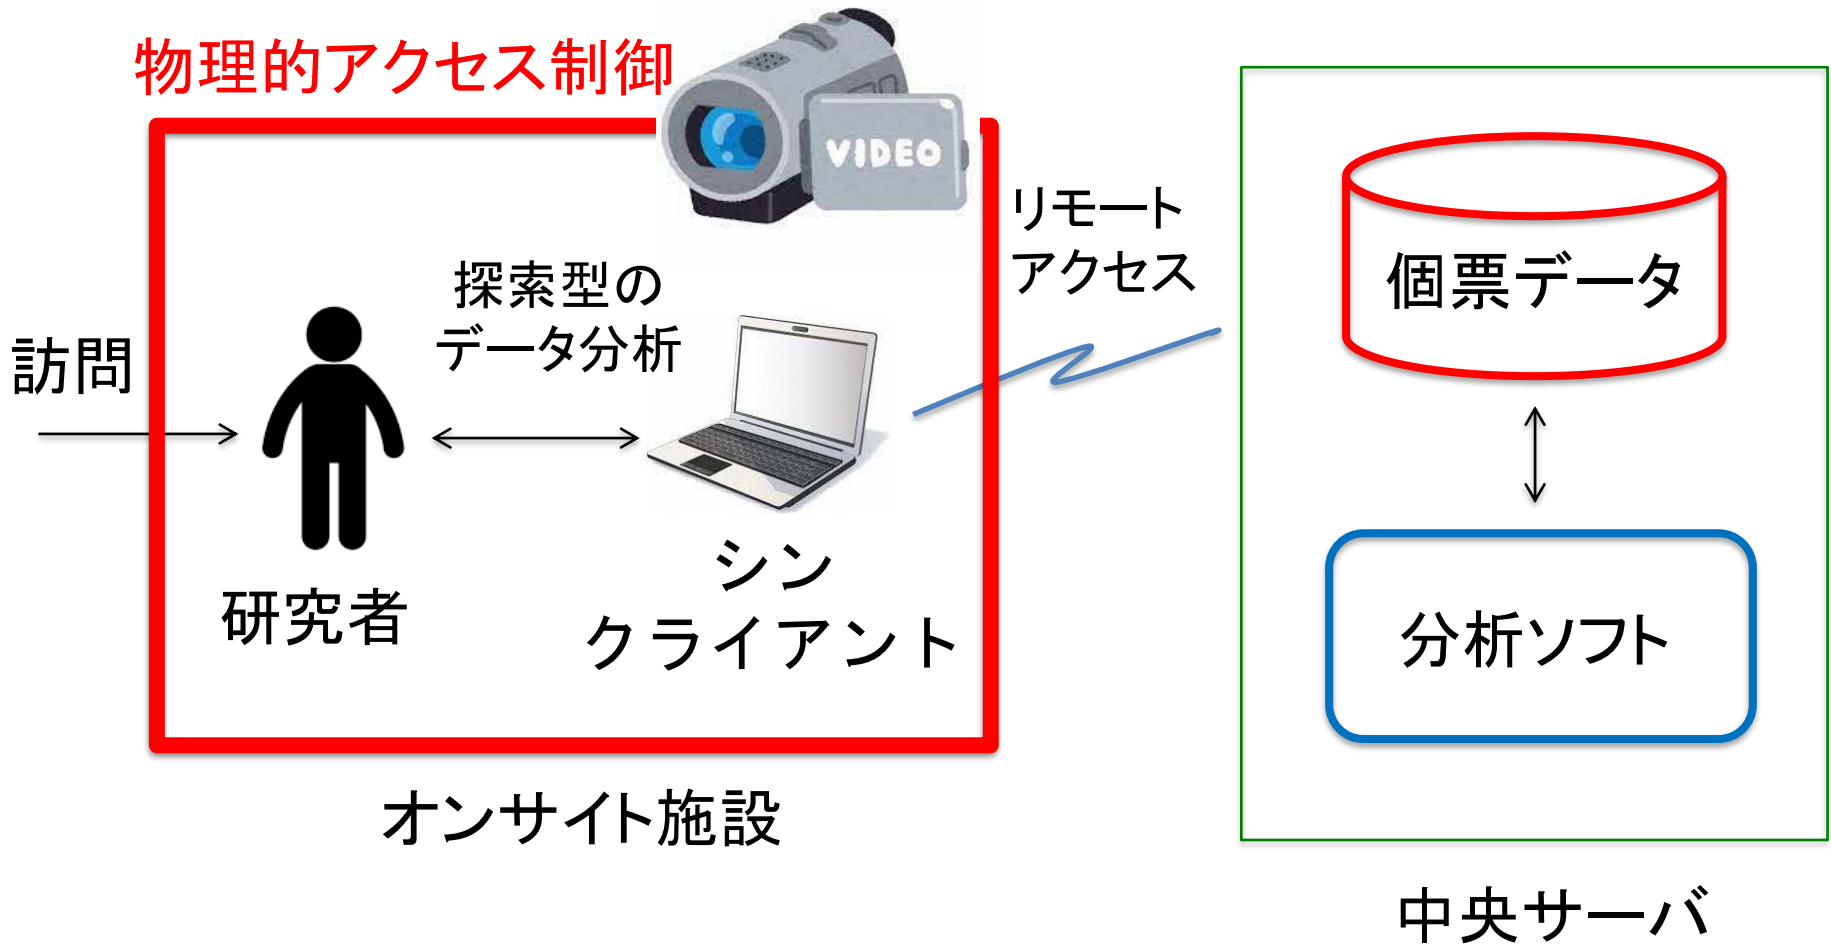 物理的アクセス制御
VIDEO
リモート
アクセス
個票データ
探索型の
データ分析
訪問
シン
クライアント
研究者
分析ソフト
オンサイト施設
中央サーバ